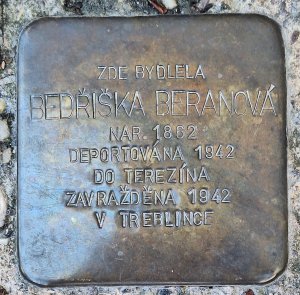 ZDE BYDLELA
BEDŘIŠKA BERANOVÁ
NAR. 1862
DEPORTOVÁNA 1942
DO TEREZÍNA
ZAVRAŽDĚNA 1942
V TREBLINCE